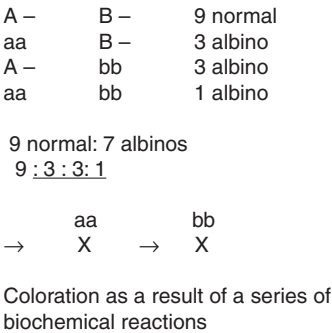 A – B – 9 normal
aa B – 3 albino
A – bb 3 albino
aa bb 1 albino
9 normal: 7 albinos
9 : 3 : 3: 1
aa bb
→ X → X
Coloration as a result of a series of
biochemical reactions